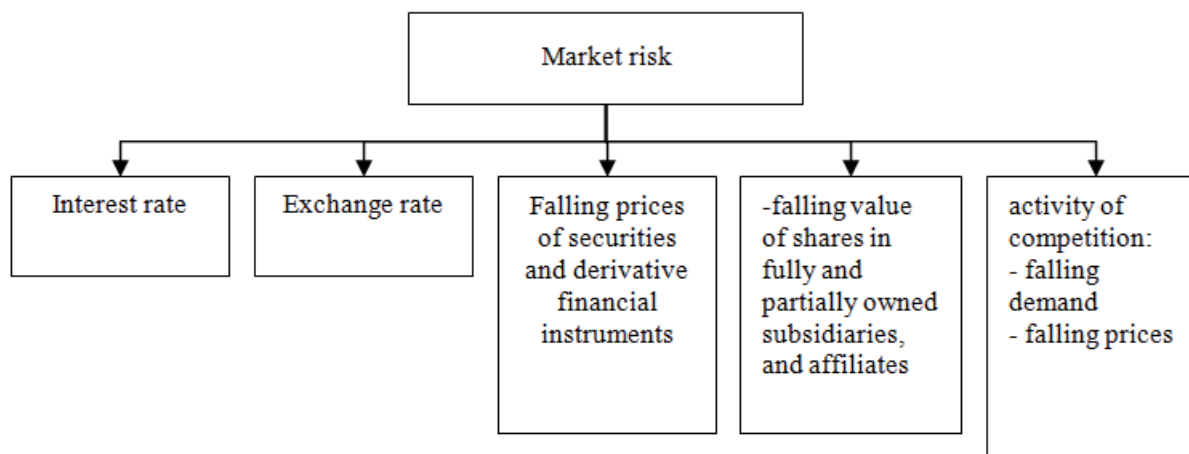 Market risk
Interest rate
Exchange rate
Falling prices
of securities
and derivative
financial
instruments
-falling value
of shares in
fully and
partially owned
subsidiaries,
and affiliates
activity of
competition:
- falling
demand
- falling prices